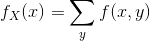 f_X(x) = \sum_y f(x, y)